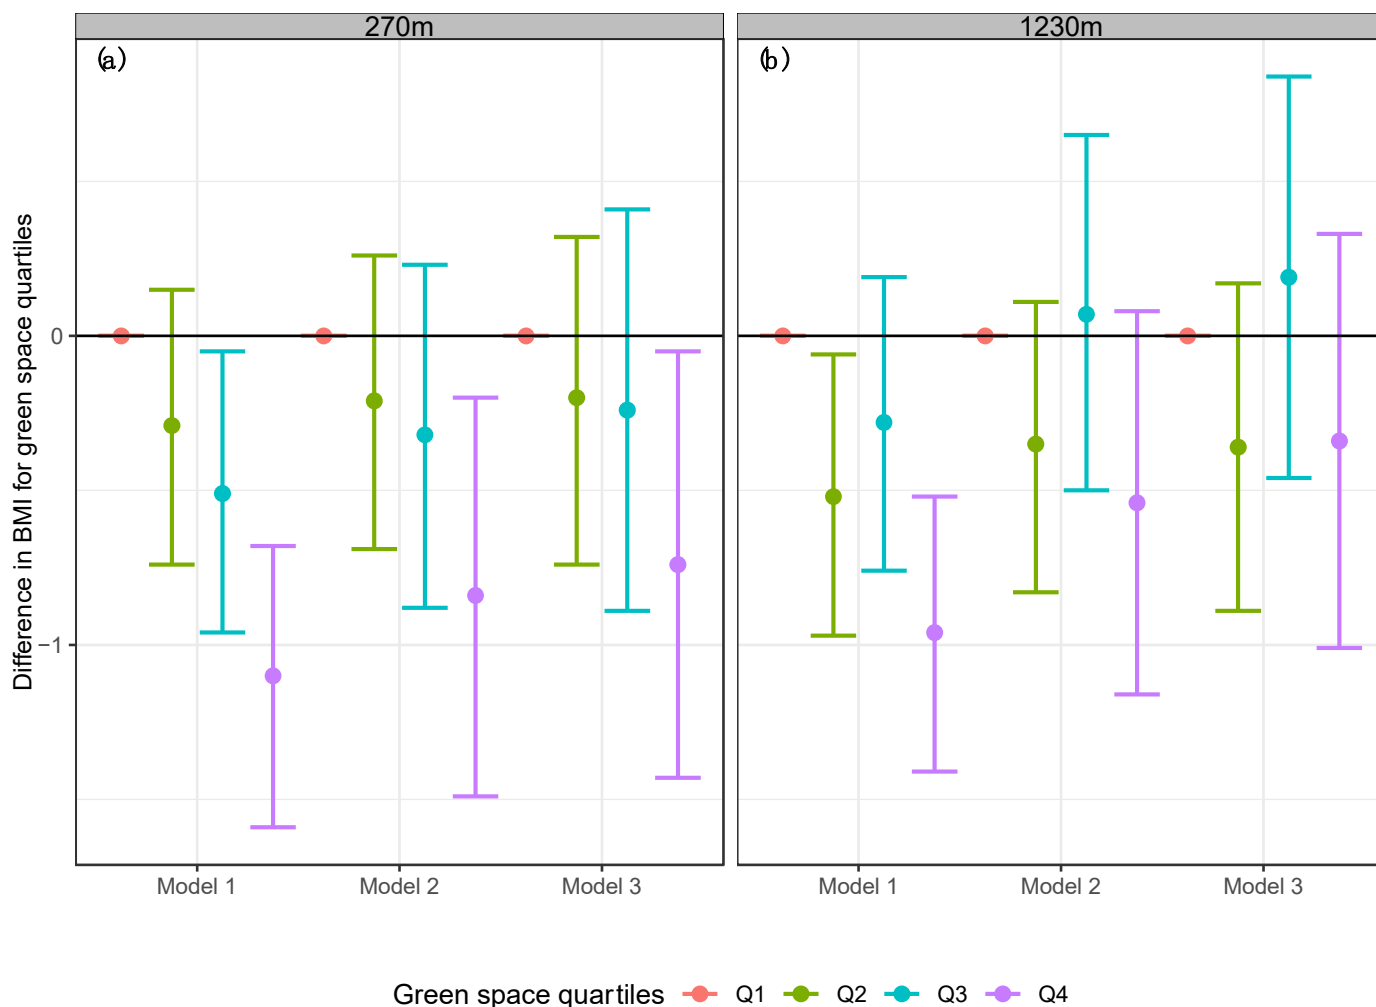 270m
1230m
(a)
(b)
Difference in BMI for green space quartiles
0
−1
Model 1
Model 2
Model 3
Model 1
Model 2
Model 3
Green space quartiles Q1 Q2 Q3 Q4